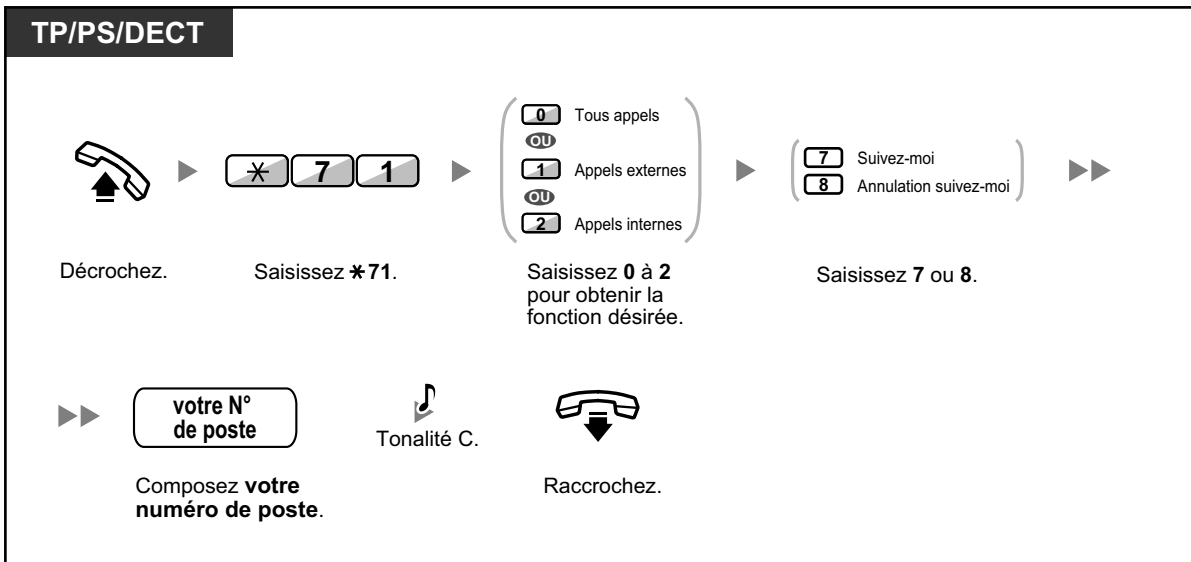 TP/PS/DECT
0 Tous appels
OU
1 Appels externes
OU
2 Appels internes
* 7 1
7 Suivez-moi
8 Annulation suivez-moi
Décrochez.
Saisissez *71.
Saisissez 0 à 2
pour obtenir la
fonction désirée.
Saisissez 7 ou 8.
votre N°
de poste
Tonalité C.
Composez votre
numéro de poste.
Raccrochez.